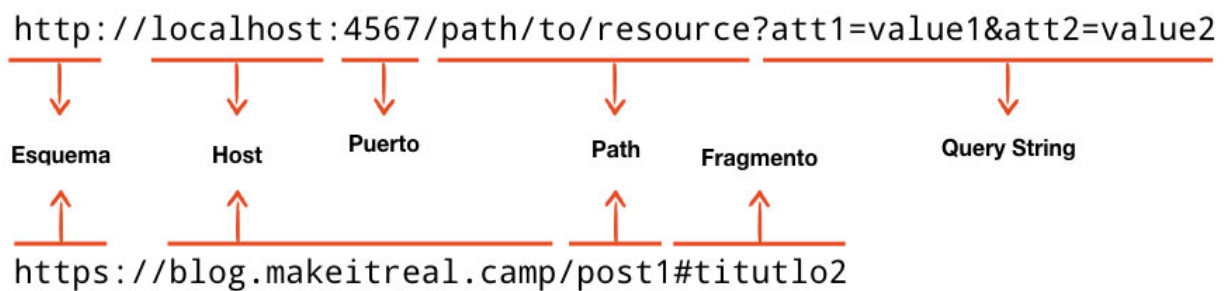 http://localhost:4567/path/to/resource?att1=value1&att2=value2
Esquema Host Puerto Path Fragmento Query String
https://blog.makeitreal.camp/post1#titutlo2